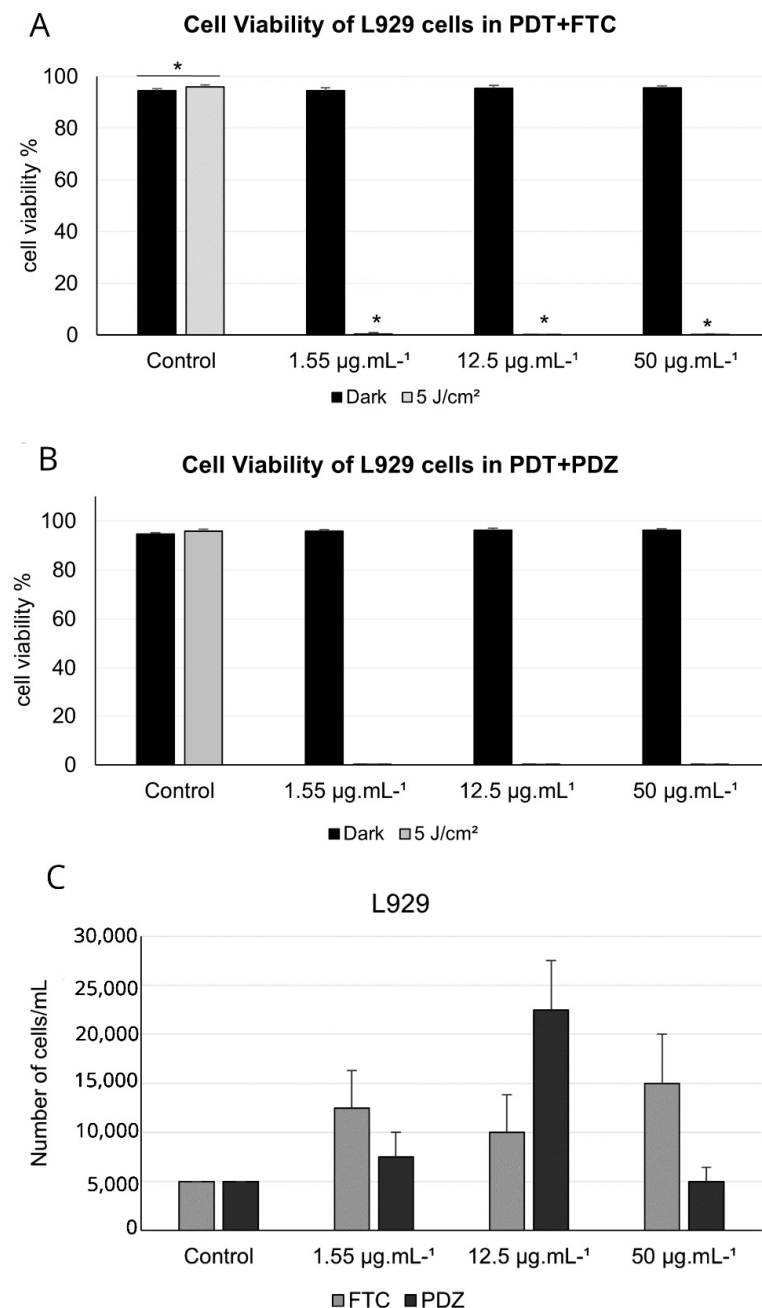 A
Cell Viability of L929 cells in PDT+FTC
cell viability %
100
80
60
40
20
0
*
*
*
*
Control
1.55 µg.mL-¹
12.5 µg.mL-¹
50 µg.mL-¹
Dark 5 J/cm²
B
Cell Viability of L929 cells in PDT+PDZ
cell viability %
100
80
60
40
20
0
Control
1.55 µg.mL-¹
12.5 µg.mL¹
50 µg.mL-¹
Dark 5 J/cm²
C
L929
Number of cells/mL
30,000
25,000
20,000
15,000
10,000
5,000
0
Control
1.55 µg.mL-¹
12.5 µg.mL-¹
50 µg.mL-¹
FTC PDZ